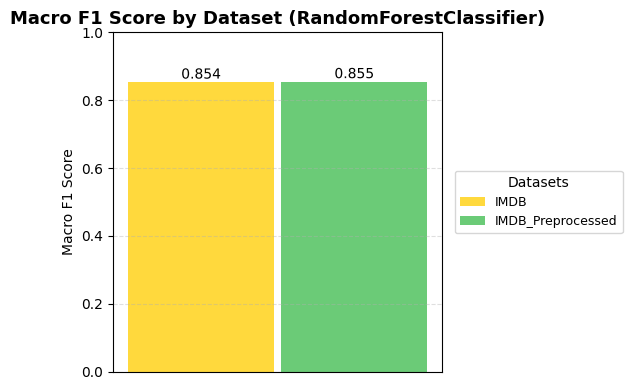 Macro F1 Score by Dataset (RandomForestClassifier)
1.0
0.8
0.6
0.4
0.2
0.0
Macro F1 Score
0.854
0.855
Datasets
IMDB
IMDB_Preprocessed